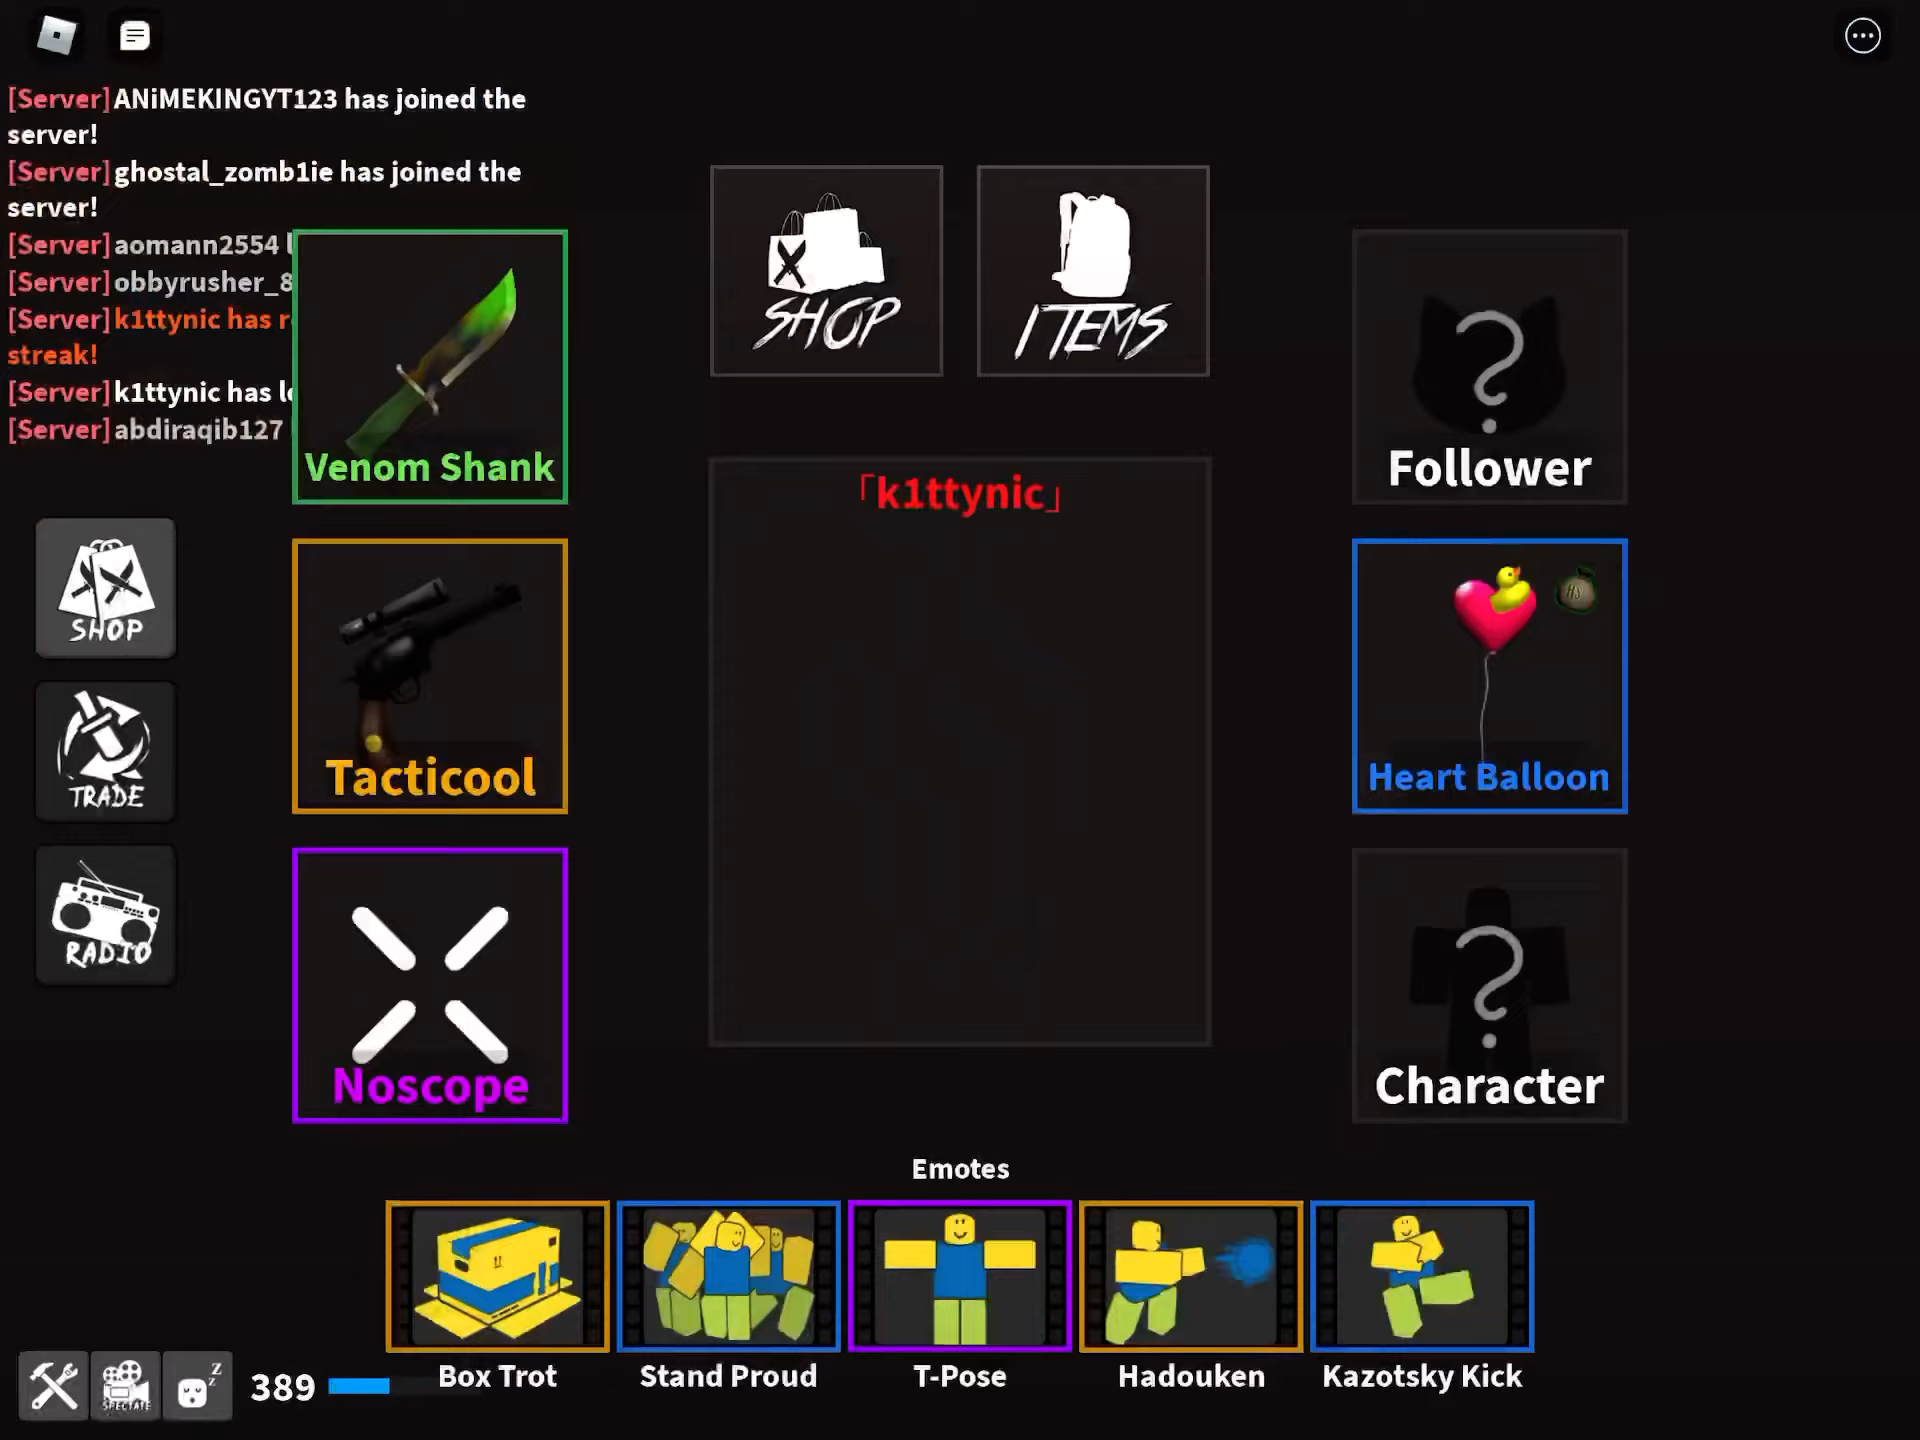 [Server] ANiMEKINGYT123 has joined the
server!
[Server] ghostal_zomb1ie has joined the
server!
[Server] aomann2554
[Server] obbyrusher_8
[Server] k1ttynic has
streak!
[Server] k1ttynic has
[Server] abdiraqib127
SHOP
ITEMS
Venom Shank
Follower
「k1ttynic」
SHOP
TRADE
RADIO
Tacticool
Heart Balloon
Noscope
Character
Emotes
Box Trot
Stand Proud
T-Pose
Hadouken
Kazotsky Kick
SPECTATE
z
z
389